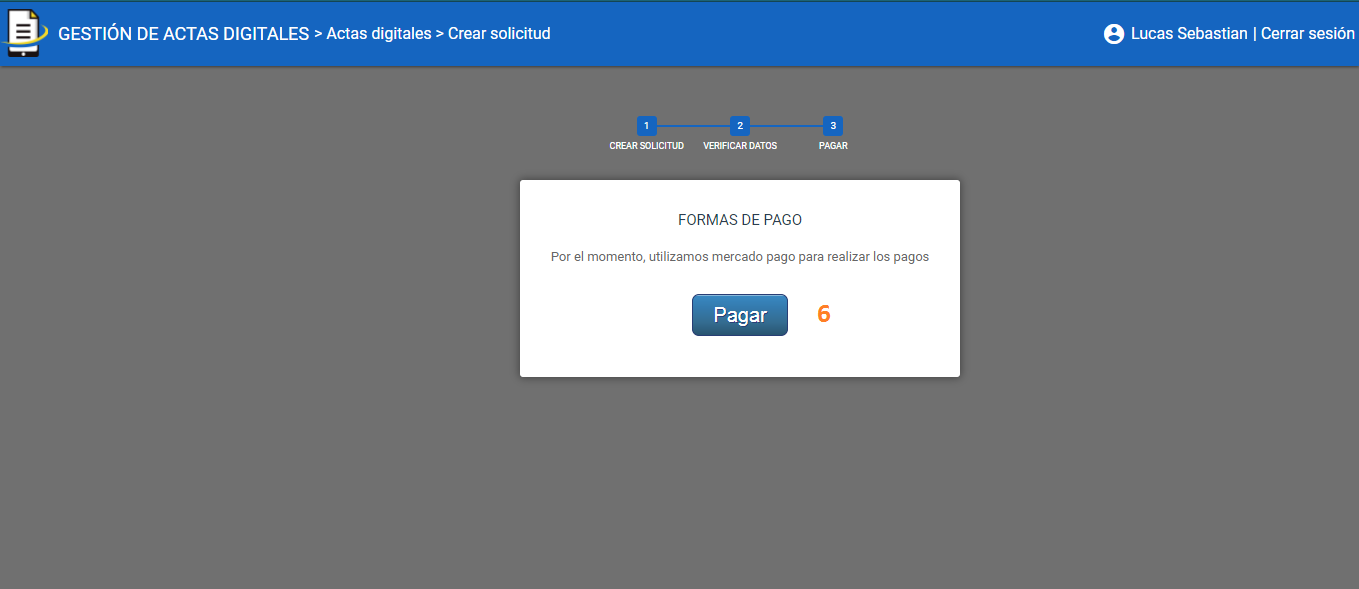 GESTIÓN DE ACTAS DIGITALES > Actas digitales > Crear solicitud
Lucas Sebastian | Cerrar sesión
1 2 3
CREAR SOLICITUD VERIFICAR DATOS PAGAR
FORMAS DE PAGO
Por el momento, utilizamos mercado pago para realizar los pagos
Pagar 6